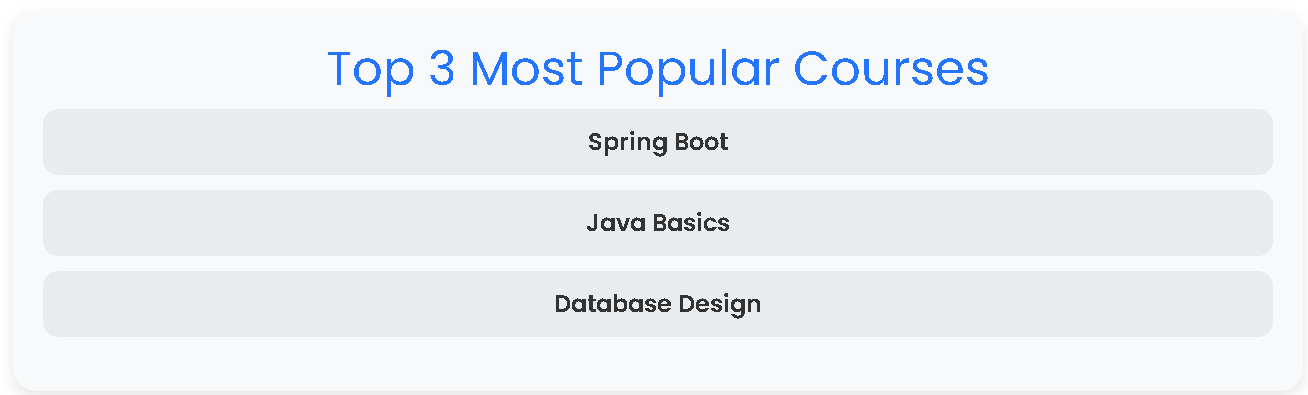 Top 3 Most Popular Courses
Spring Boot
Java Basics
Database Design